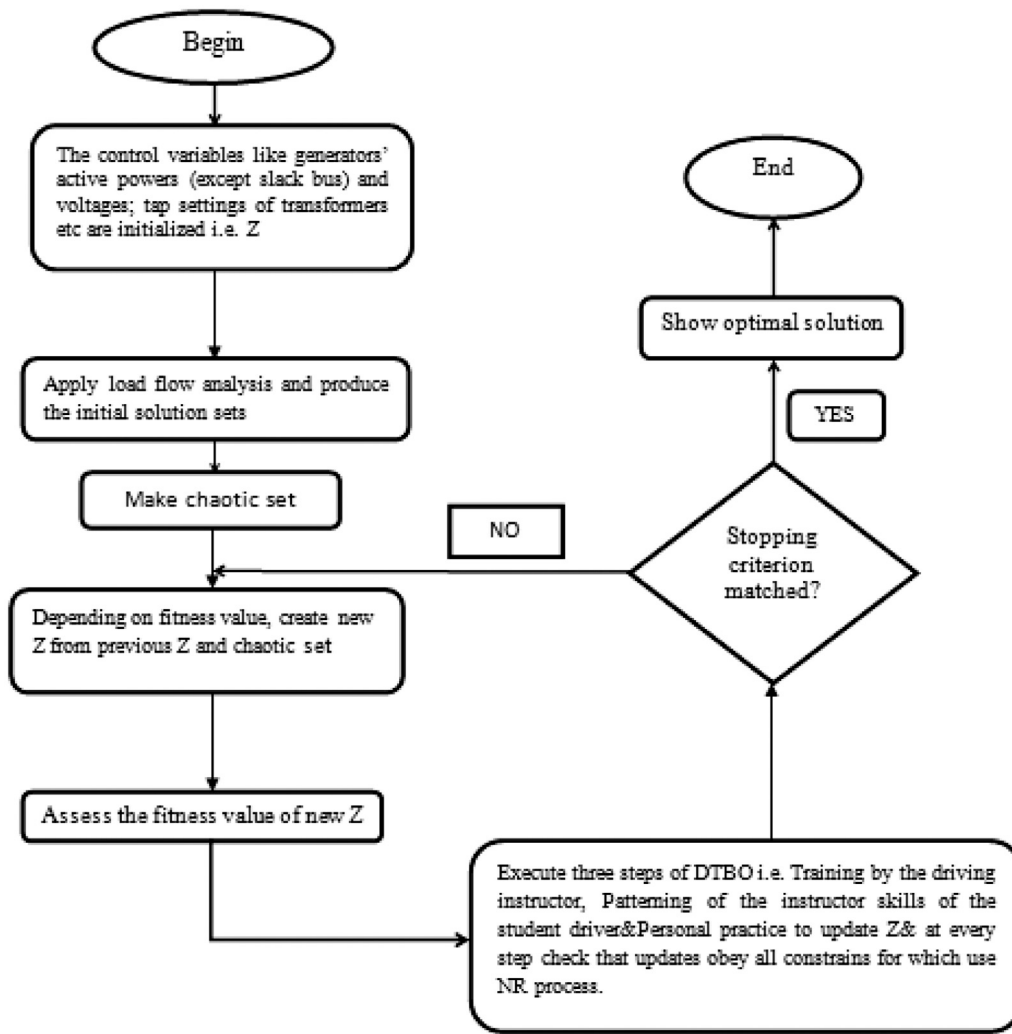 Begin
The control variables like generators’
active powers (except slack bus) and
voltages; tap settings of transformers
etc are initialized i.e. Z
Apply load flow analysis and produce
the initial solution sets
Make chaotic set
Depending on fitness value, create new
Z from previous Z and chaotic set
Assess the fitness value of new Z
Execute three steps of DTBO i.e. Training by the driving
instructor, Patterning of the instructor skills of the
student driver&Personal practice to update Z& at every
step check that updates obey all constrains for which use
NR process.
Stopping
criterion
matched?
NO
YES
Show optimal solution
End